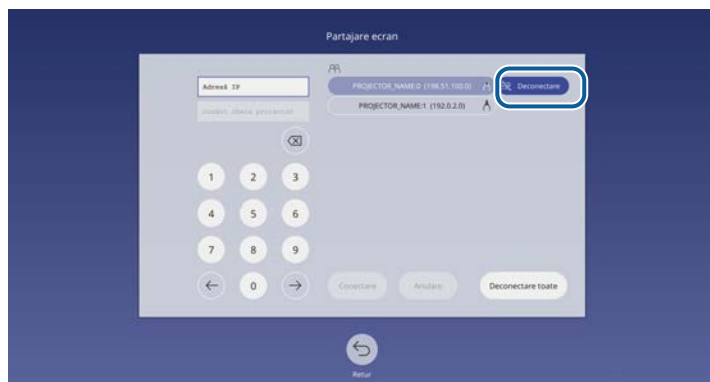 Partajare ecran
Adresă IP
PROJECTOR_NAME:0 (198.51.100.0)
Deconectare
PROJECTOR_NAME:1 (192.0.2.0)
1 2 3
4 5 6
7 8 9
0
Conectare
Anulare
Deconectare toate
Retur